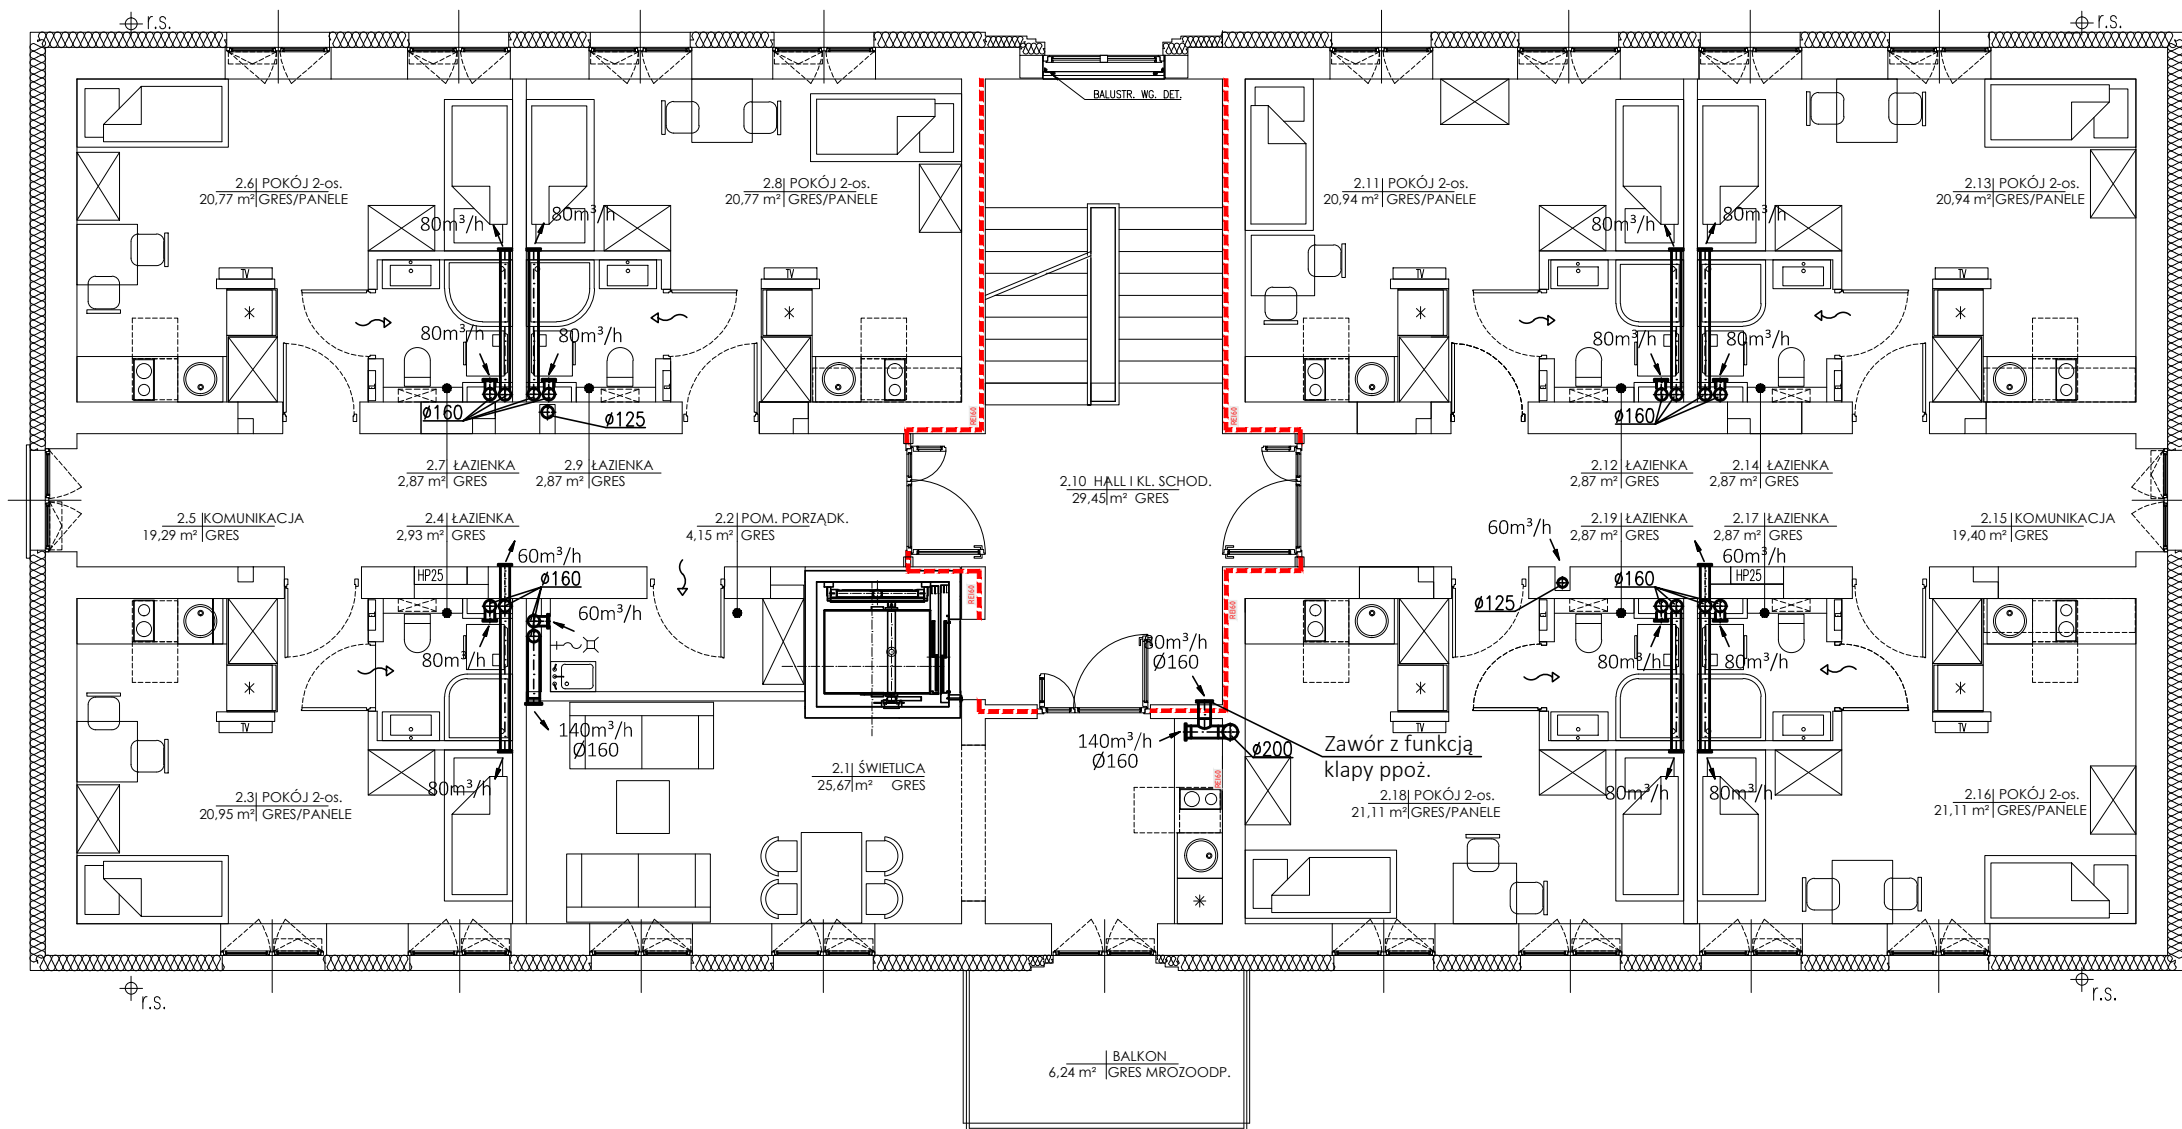 r.s.
r.s.
BALUSTR. WG. DET.
2.6 POKÓJ 2-os.
20,77 m² GRES/PANELE
2.8 POKÓJ 2-os.
20,77 m² GRES/PANELE
2.11 POKÓJ 2-os.
20,94 m² GRES/PANELE
2.13 POKÓJ 2-os.
20,94 m² GRES/PANELE
80m³/h
80m³/h
80m³/h
80m³/h
TV
TV
TV
TV
80m³/h
80m³/h
80m³/h
80m³/h
ø160
ø125
REI60
REI60
ø160
2.7 ŁAZIENKA
2,87 m² GRES
2.9 ŁAZIENKA
2,87 m² GRES
2.10 HALL I KL. SCHOD.
29,45 m² GRES
2.12 ŁAZIENKA
2,87 m² GRES
2.14 ŁAZIENKA
2,87 m² GRES
2.5 KOMUNIKACJA
19,29 m² GRES
2.4 ŁAZIENKA
2,93 m² GRES
2.2 POM. PORZĄDK.
4,15 m² GRES
60m³/h
2.19 ŁAZIENKA
2,87 m² GRES
2.17 ŁAZIENKA
2,87 m² GRES
2.15 KOMUNIKACJA
19,40 m² GRES
HP25
60m³/h
ø160
60m³/h
REI60
REI60
ø125
ø160
60m³/h
HP25
80m³/h
80m³/h
Ø160
80m³/h
80m³/h
TV
TV
TV
140m³/h
Ø160
140m³/h
Ø160
ø200
Zawór z funkcją
klapy ppoż.
REI60
80m³/h
2.1 ŚWIETLICA
25,67 m² GRES
80m³/h
80m³/h
2.3 POKÓJ 2-os.
20,95 m² GRES/PANELE
2.18 POKÓJ 2-os.
21,11 m² GRES/PANELE
2.16 POKÓJ 2-os.
21,11 m² GRES/PANELE
r.s.
r.s.
BALKON
6,24 m² GRES MROZOODP.